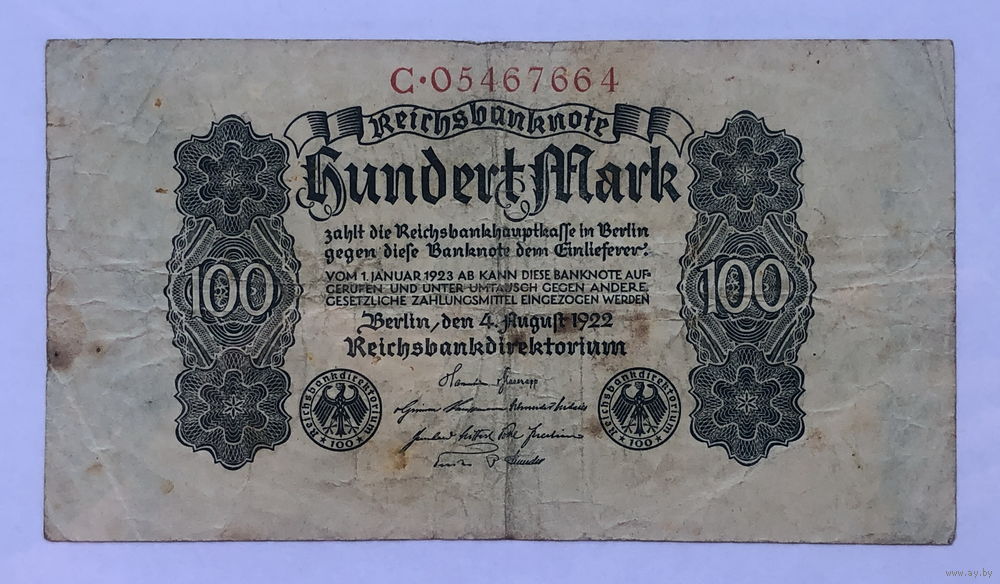 C·05467664
Reichsbanknote
Hundert Mark
zahlt die Reichsbankhauptkasse in Berlin
gegen diese Banknote dem Einlieferer.
VOM 1. JANUAR 1923 AB KANN DIESE BANKNOTE AUF-
GERUFEN UND UNTER UMTAUSCH GEGEN ANDERE
GESETZLICHE ZAHLUNGSMITTEL EINGEZOGEN WERDEN
100
100
Berlin, den 4. August 1922
Reichsbankdirektorium
Reichsbankdirektorium
100
Reichsbankdirektorium
100
www.ay.by